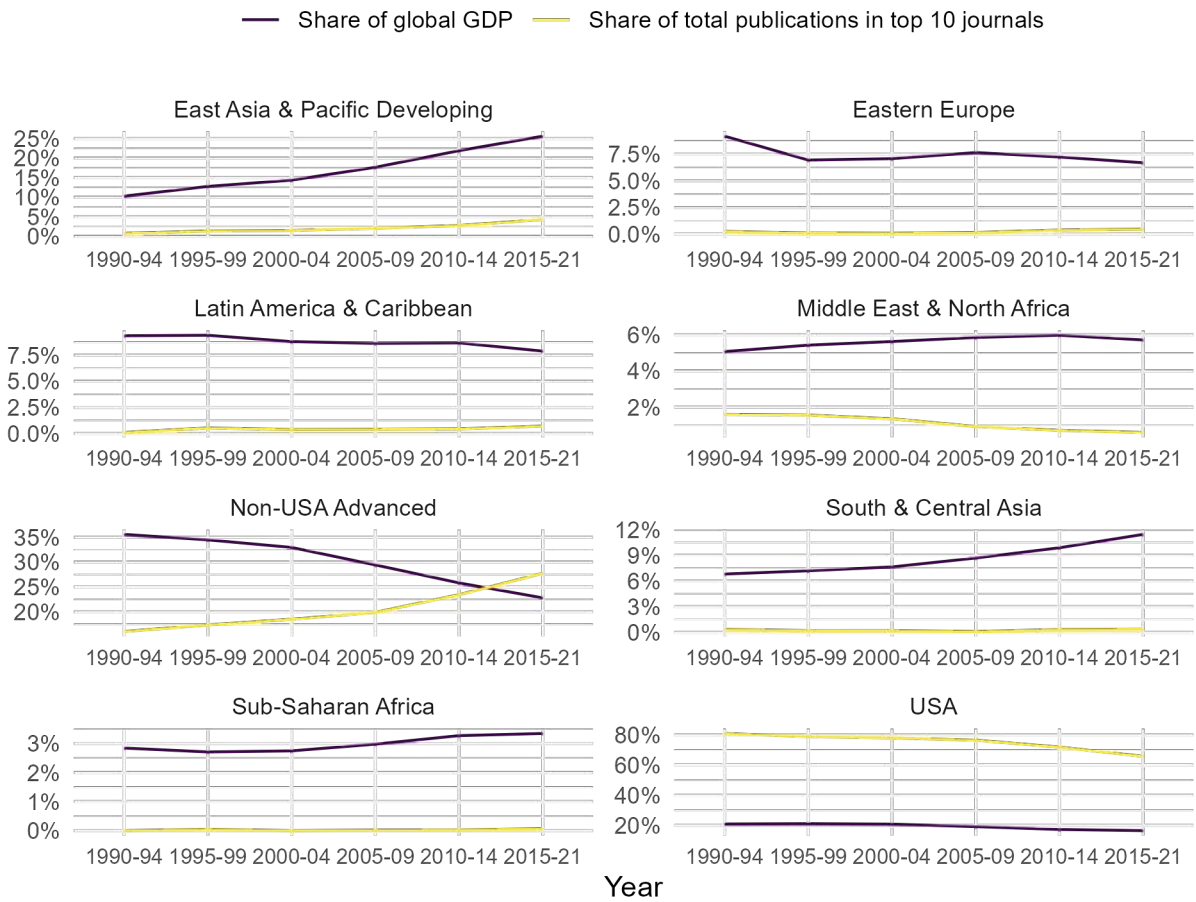 Share of global GDP Share of total publications in top 10 journals
East Asia & Pacific Developing
25%
20%
15%
10%
5%
0%
1990-94 1995-99 2000-04 2005-09 2010-14 2015-21
Eastern Europe
7.5%
5.0%
2.5%
0.0%
1990-94 1995-99 2000-04 2005-09 2010-14 2015-21
Latin America & Caribbean
7.5%
5.0%
2.5%
0.0%
1990-94 1995-99 2000-04 2005-09 2010-14 2015-21
Middle East & North Africa
6%
4%
2%
1990-94 1995-99 2000-04 2005-09 2010-14 2015-21
Non-USA Advanced
35%
30%
25%
20%
1990-94 1995-99 2000-04 2005-09 2010-14 2015-21
South & Central Asia
12%
9%
6%
3%
0%
1990-94 1995-99 2000-04 2005-09 2010-14 2015-21
Sub-Saharan Africa
3%
2%
1%
0%
1990-94 1995-99 2000-04 2005-09 2010-14 2015-21
USA
80%
60%
40%
20%
1990-94 1995-99 2000-04 2005-09 2010-14 2015-21
Year